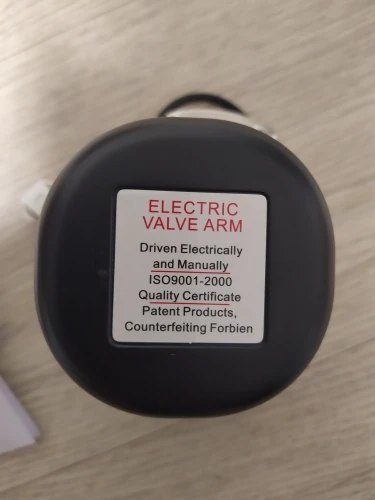 ELECTRIC
VALVE ARM
Driven Electrically
and Manually
ISO9001-2000
Quality Certificate
Patent Products,
Counterfeiting Forbien